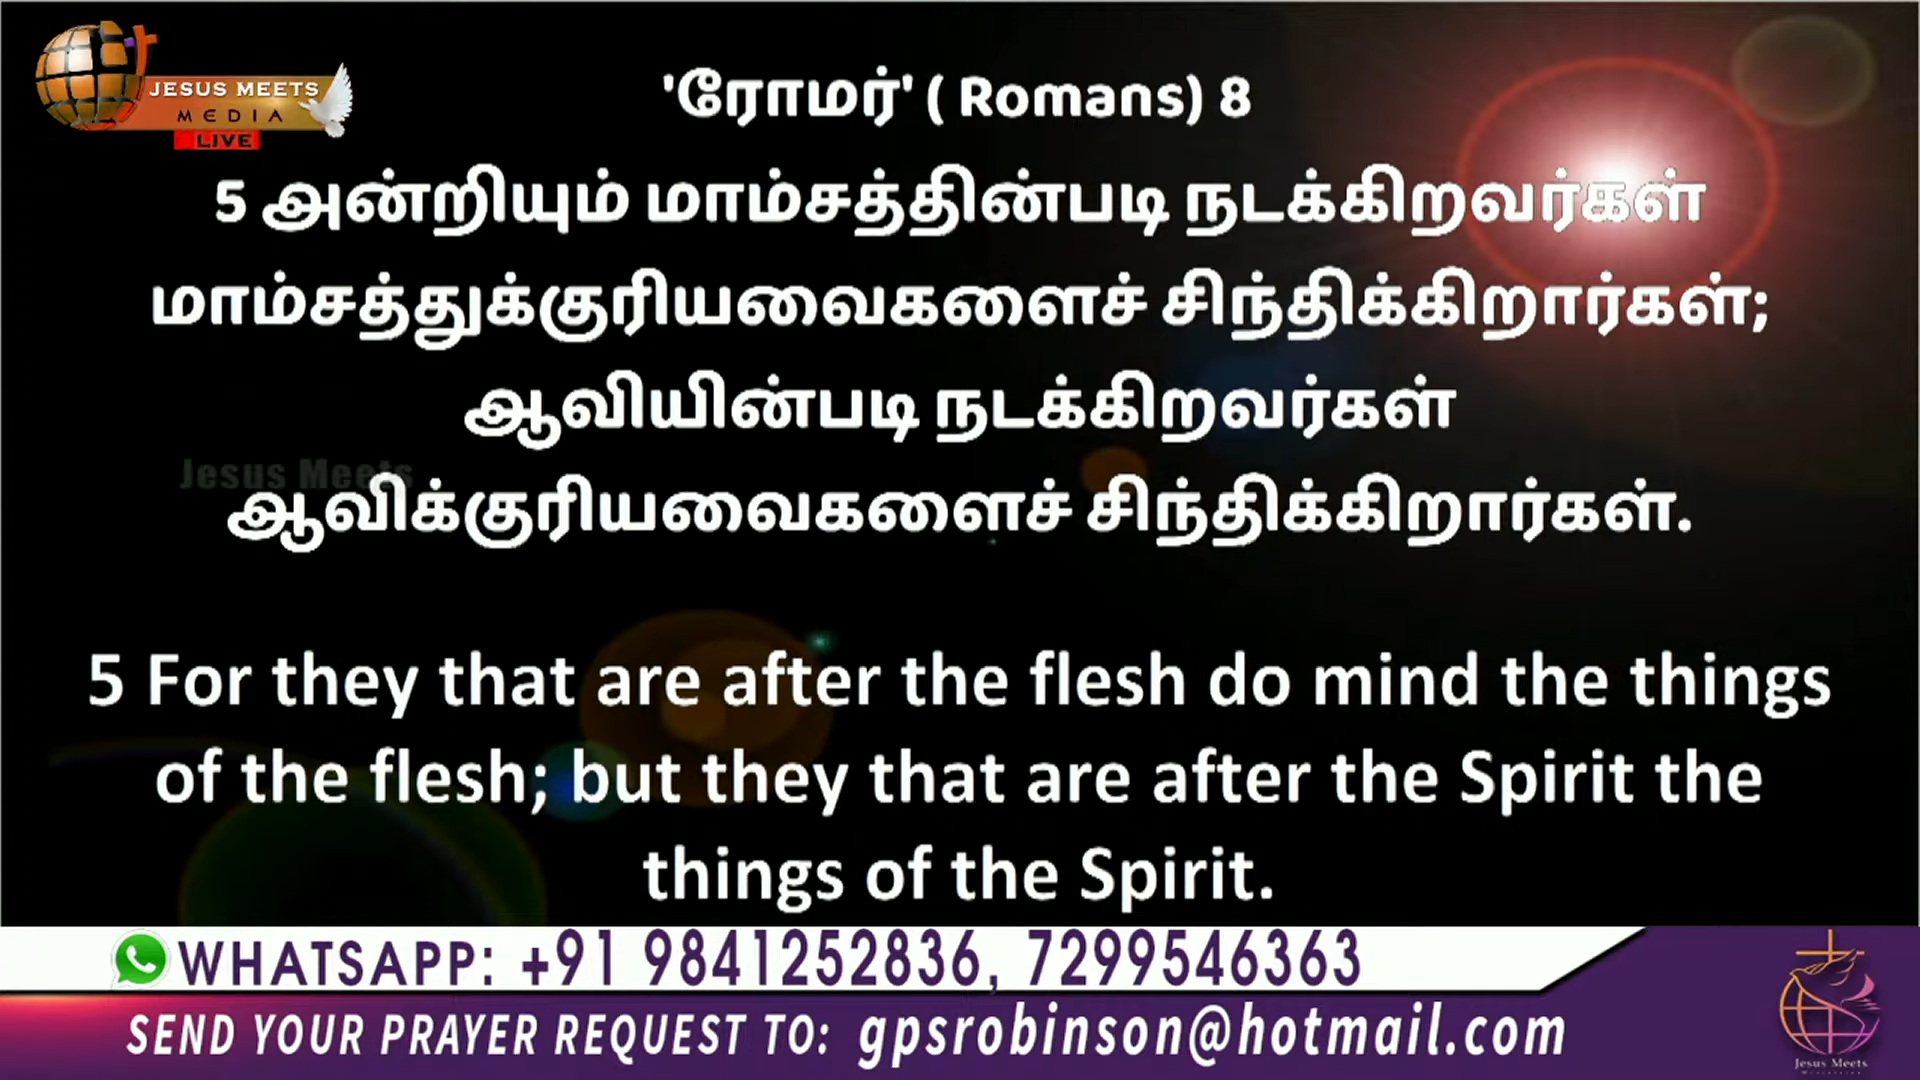 JESUS MEETS
MEDIA
LIVE
'ரோமர்' ( Romans) 8
5 அன்றியும் மாம்சத்தின்படி நடக்கிறவர்கள்
மாம்சத்துக்குரியவைகளைச் சிந்திக்கிறார்கள்;
ஆவியின்படி நடக்கிறவர்கள்
Jesus Meets
ஆவிக்குரியவைகளைச் சிந்திக்கிறார்கள்.
5 For they that are after the flesh do mind the things
of the flesh; but they that are after the Spirit the
things of the Spirit.
WHATSAPP: +91 9841252836, 7299546363
SEND YOUR PRAYER REQUEST TO: gpsrobinson@hotmail.com
Jesus Meets